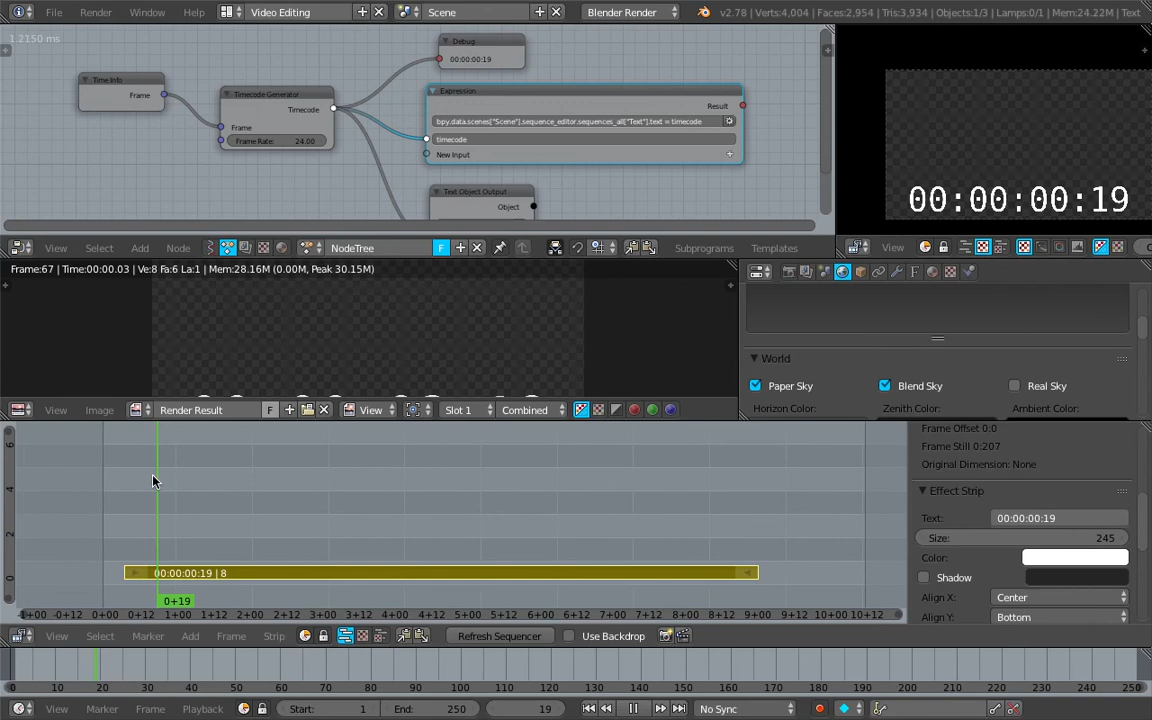 File Render Window Help Video Editing Scene Blender Render v2.78 | Verts:4,004 | Faces:2,954 | Tris:3,934 | Objects:1/3 | Lamps:0/1 | Mem:24.22M | Text
1.2150 ms
Debug
00:00:00:19
Time Info
Frame
Timecode Generator
Timecode
Frame
Frame Rate: 24.00
Expression
Result
bpy.data.scenes["Scene"].sequence_editor.sequences_all["Text"].text = timecode
timecode
New Input
Text Object Output
Object
00:00:00:19
View Select Add Node NodeTree F Subprograms Templates
View
Frame:67 | Time:00:00.03 | Ve:8 Fa:6 La:1 | Mem:28.16M (0.00M, Peak 30.15M)
World
Paper Sky Blend Sky Real Sky
Horizon Color: Zenith Color: Ambient Color:
View Image Render Result F View Slot 1 Combined
Frame Offset 0:0
Frame Still 0:207
Original Dimension: None
Effect Strip
Text: 00:00:00:19
Size: 245
Color:
Shadow
Align X: Center
Align Y: Bottom
6
4
2
0
00:00:00:19 | 8
0+19
-1+00 -0+12 0+00 0+12 1+00 1+12 2+00 2+12 3+00 3+12 4+00 4+12 5+00 5+12 6+00 6+12 7+00 7+12 8+00 8+12 9+00 9+12 10+00 10+12
View Select Marker Add Frame Strip Refresh Sequencer Use Backdrop
0 10 20 30 40 50 60 70 80 90 100 110 120 130 140 150 160 170 180 190 200 210 220 230 240 250
View Marker Frame Playback Start: 1 End: 250 19 No Sync